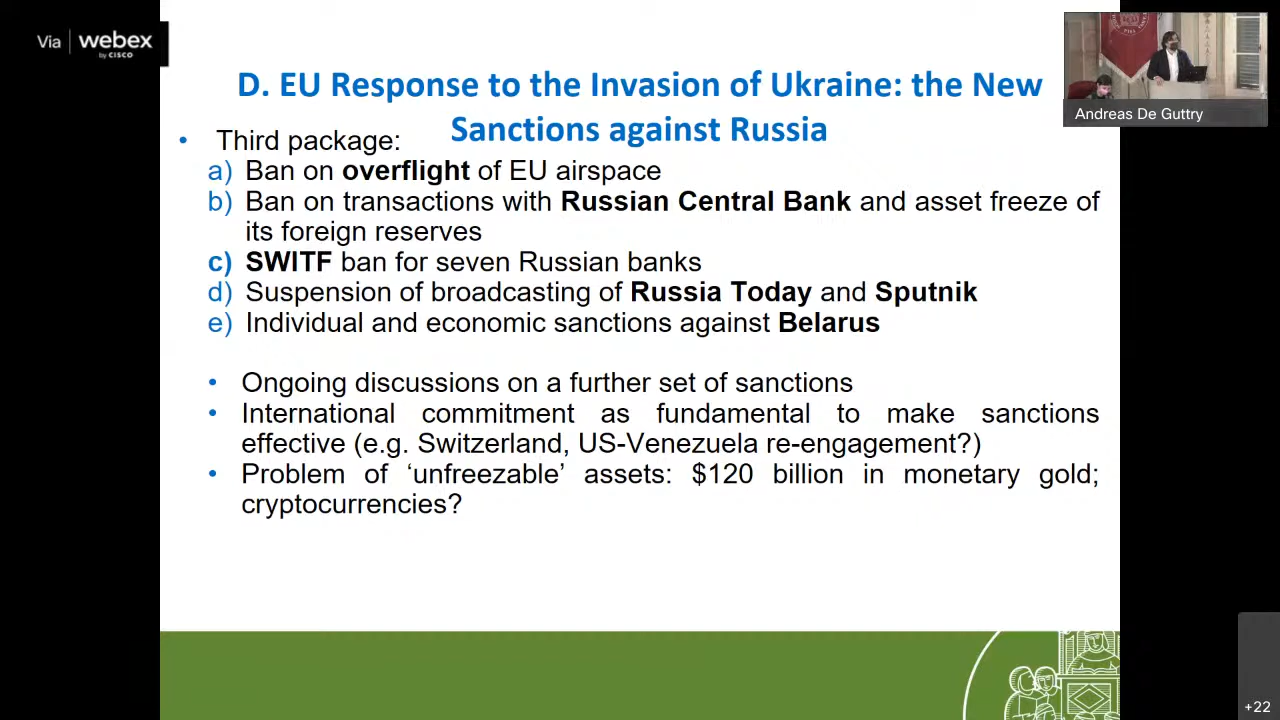 Via webex
by CISCO
D. EU Response to the Invasion of Ukraine: the New
Sanctions against Russia
• Third package:
a) Ban on overflight of EU airspace
b) Ban on transactions with Russian Central Bank and asset freeze of
its foreign reserves
c) SWITF ban for seven Russian banks
d) Suspension of broadcasting of Russia Today and Sputnik
e) Individual and economic sanctions against Belarus
• Ongoing discussions on a further set of sanctions
• International commitment as fundamental to make sanctions
effective (e.g. Switzerland, US-Venezuela re-engagement?)
• Problem of ‘unfreezable’ assets: $120 billion in monetary gold;
cryptocurrencies?
Andreas De Guttry
+22